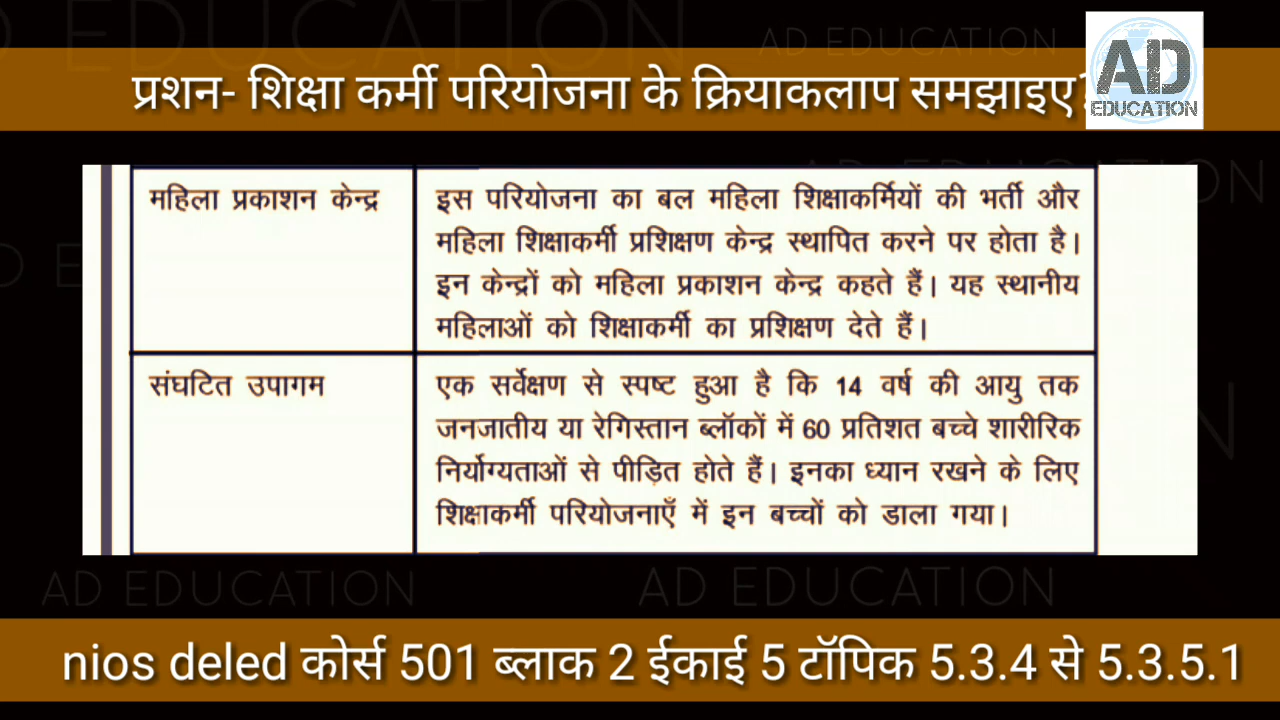 AD EDUCATION
AD EDUCATION
प्रशन- शिक्षा कर्मी परियोजना के क्रियाकलाप समझाइए?
AD
EDUCATION
महिला प्रकाशन केन्द्र
इस परियोजना का बल महिला शिक्षाकर्मियों की भर्ती और
महिला शिक्षाकर्मी प्रशिक्षण केन्द्र स्थापित करने पर होता है।
इन केन्द्रों को महिला प्रकाशन केन्द्र कहते हैं। यह स्थानीय
महिलाओं को शिक्षाकर्मी का प्रशिक्षण देते हैं।
संघटित उपागम
एक सर्वेक्षण से स्पष्ट हुआ है कि 14 वर्ष की आयु तक
जनजातीय या रेगिस्तान ब्लॉकों में 60 प्रतिशत बच्चे शारीरिक
निर्योग्यताओं से पीड़ित होते हैं। इनका ध्यान रखने के लिए
शिक्षाकर्मी परियोजनाएँ में इन बच्चों को डाला गया।
AD EDUCATION
AD EDUCATION
nios deled कोर्स 501 ब्लाक 2 ईकाई 5 टॉपिक 5.3.4 से 5.3.5.1